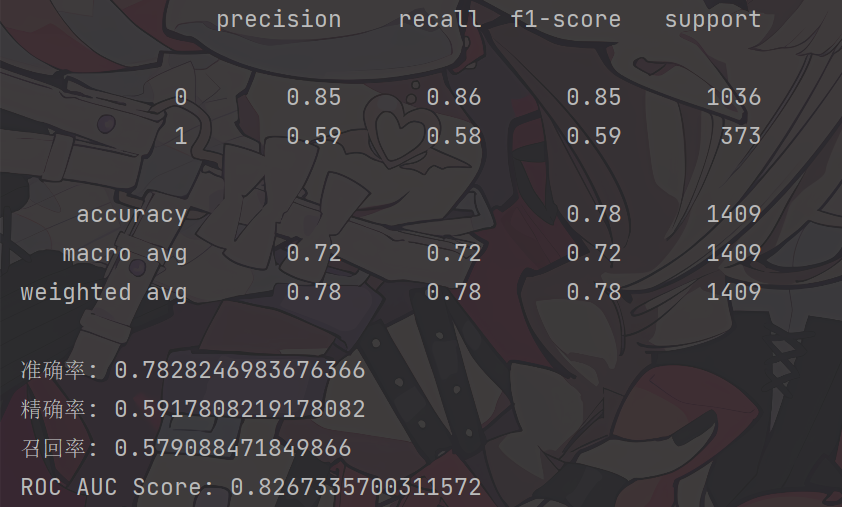 precision recall f1-score support
0 0.85 0.86 0.85 1036
1 0.59 0.58 0.59 373
accuracy 0.78 1409
macro avg 0.72 0.72 0.72 1409
weighted avg 0.78 0.78 0.78 1409
准确率: 0.7828246983676366
精确率: 0.5917808219178082
召回率: 0.579088471849866
ROC AUC Score: 0.8267335700311572